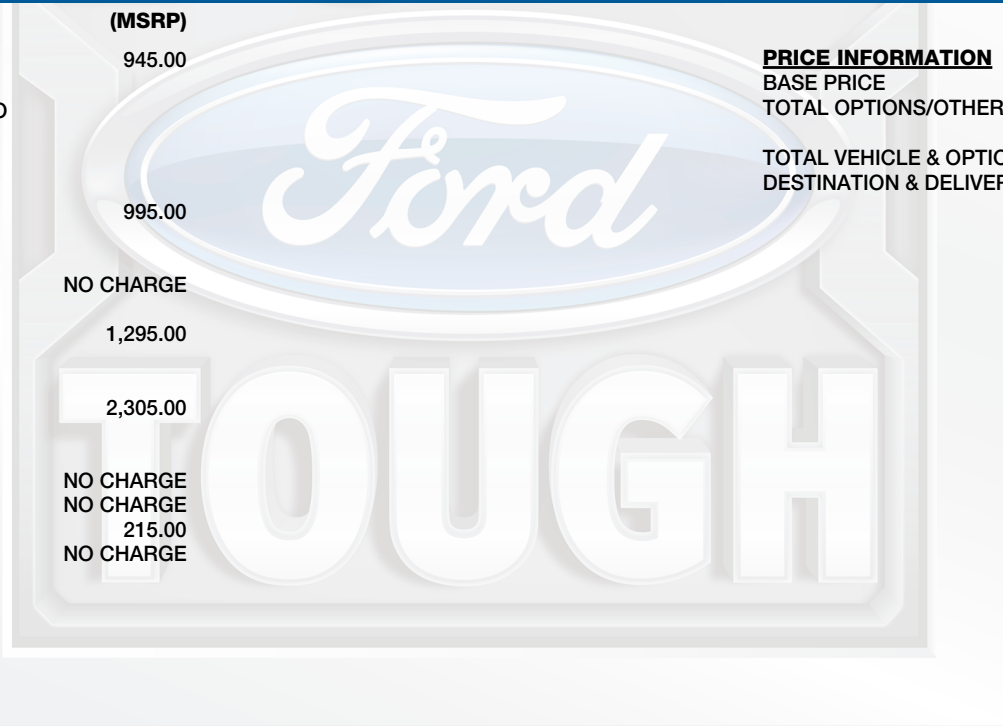 (MSRP)
945.00
995.00
NO CHARGE
1,295.00
2,305.00
NO CHARGE
NO CHARGE
215.00
NO CHARGE
PRICE INFORMATION
BASE PRICE
TOTAL OPTIONS/OTHER
TOTAL VEHICLE & OPTIO
DESTINATION & DELIVER
Ford
TOUGH